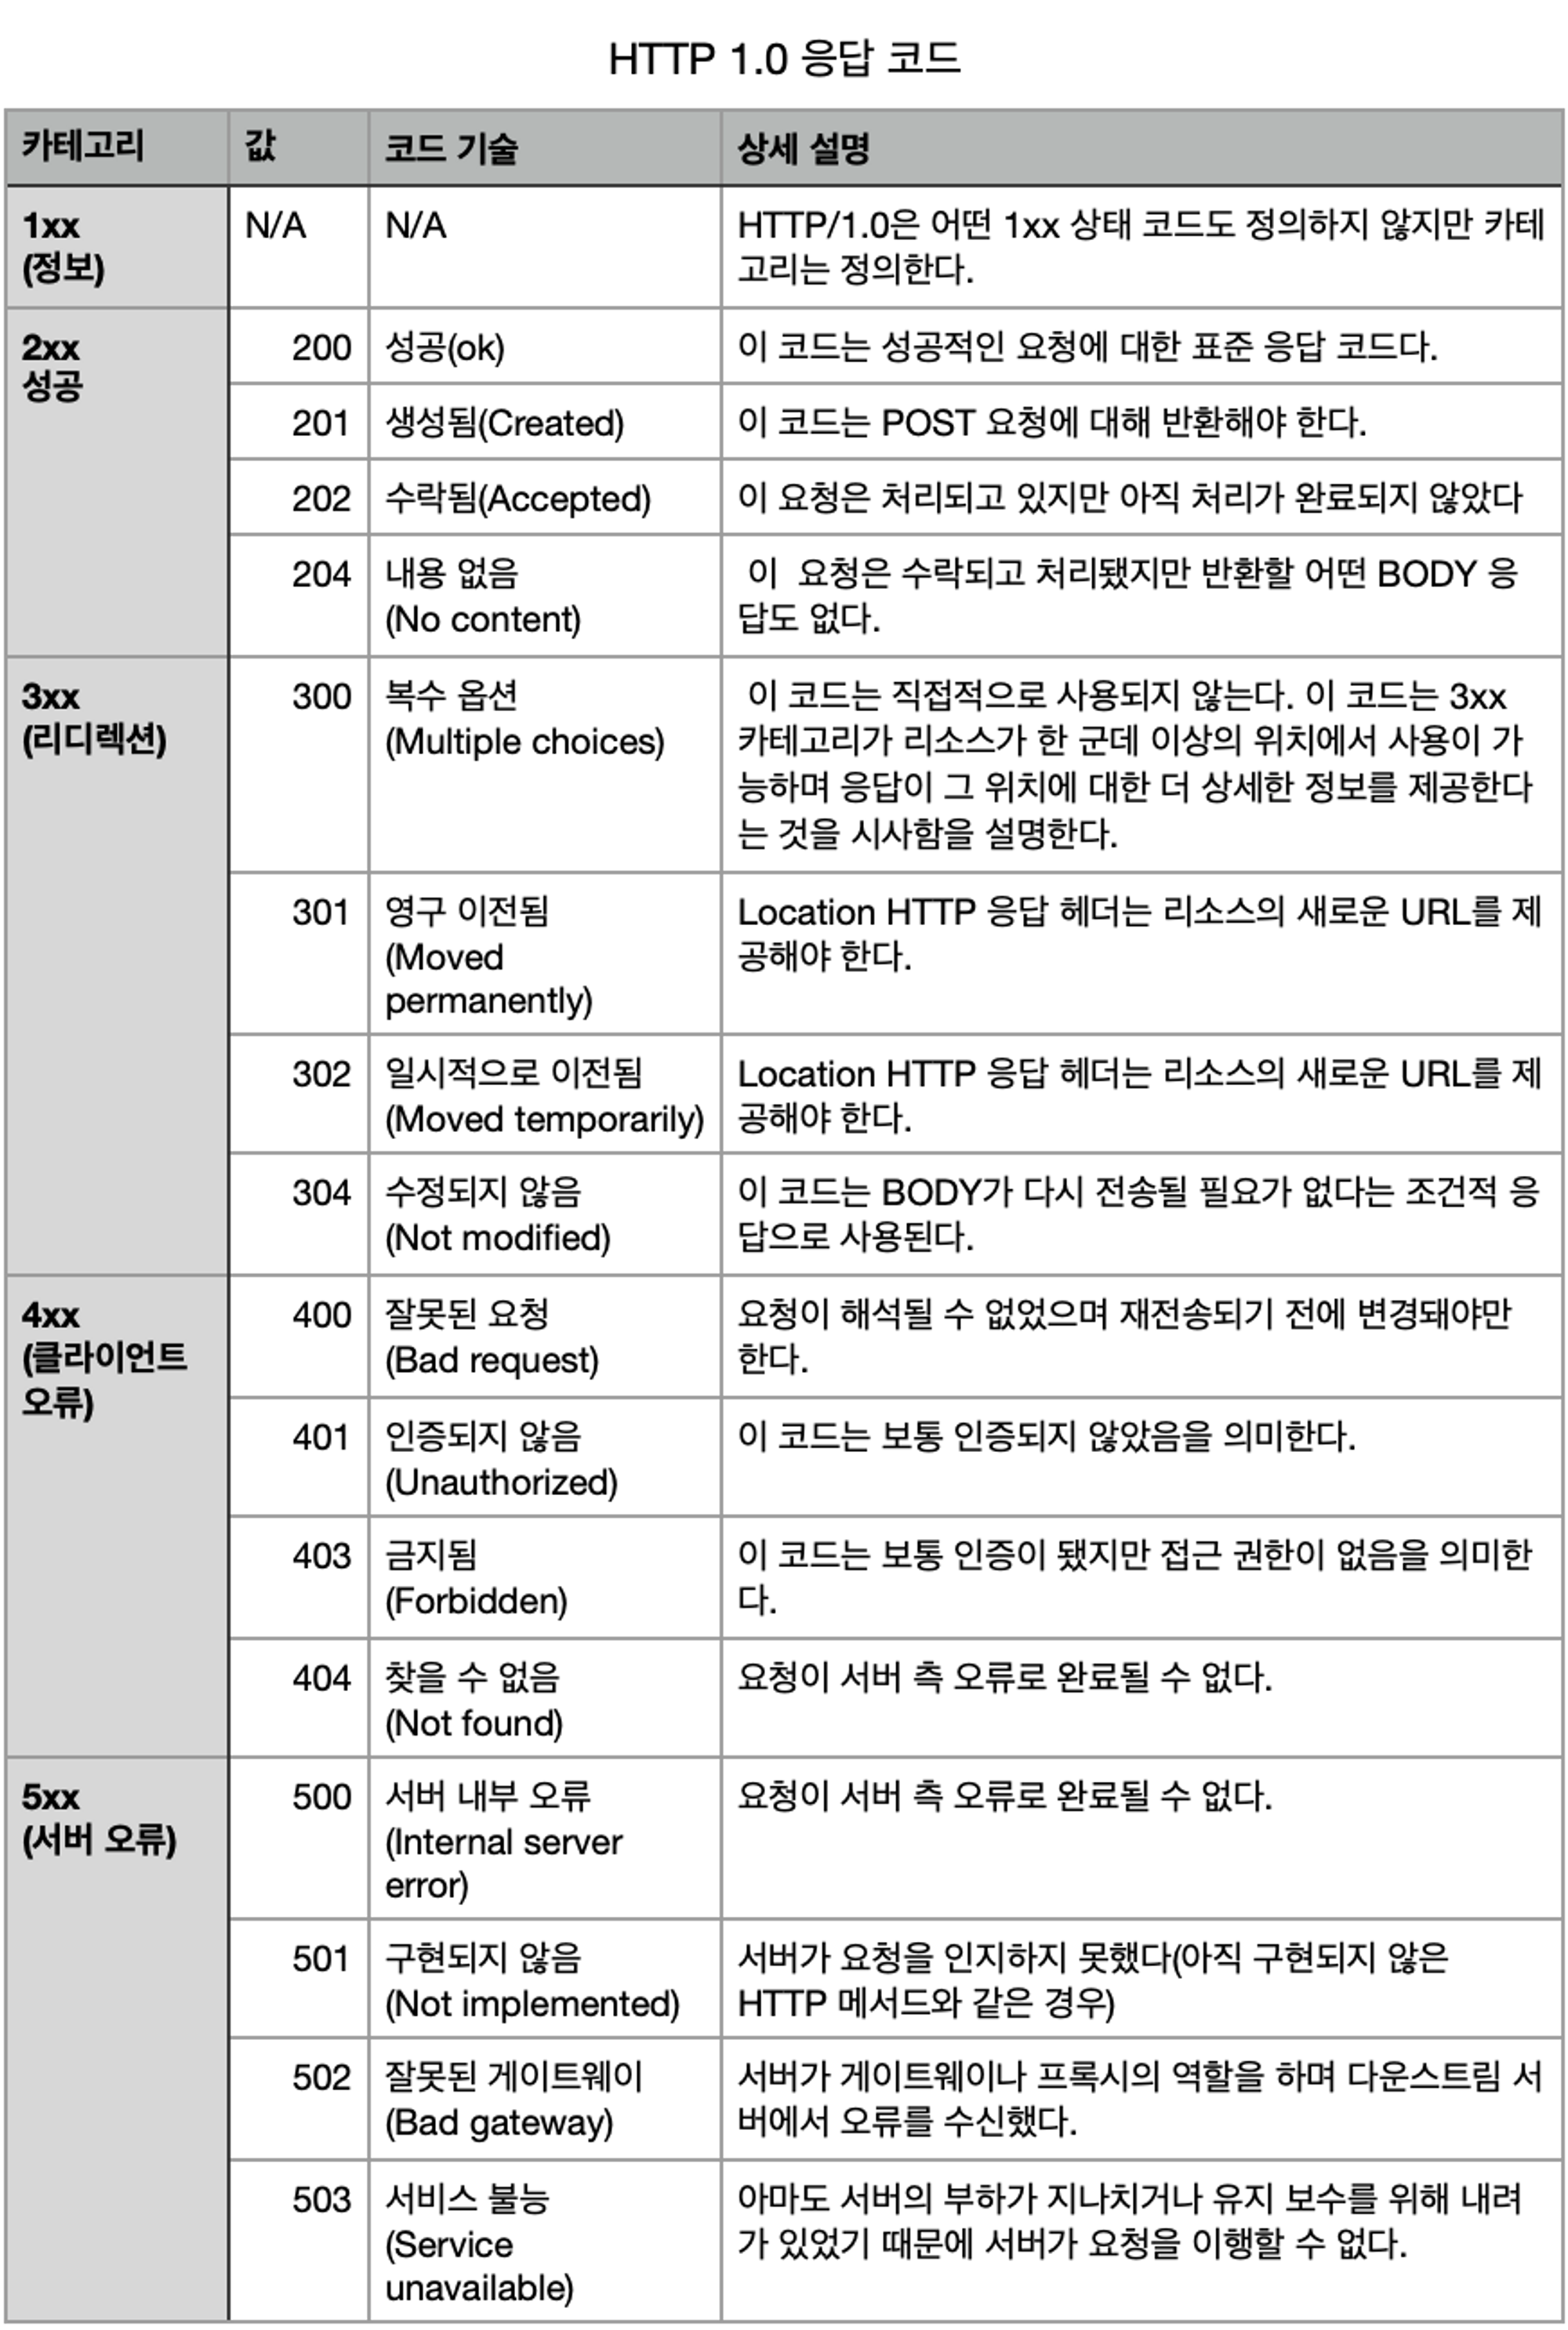 HTTP 1.0 응답 코드
카테고리 값 코드 기술 상세 설명
1xx N/A N/A HTTP/1.0은 어떤 1xx 상태 코드도 정의하지 않지만 카테
(정보) 고리는 정의한다.
2xx 200 성공(ok) 이 코드는 성공적인 요청에 대한 표준 응답 코드다.
성공
201 생성됨(Created) 이 코드는 POST 요청에 대해 반환해야 한다.
202 수락됨(Accepted) 이 요청은 처리되고 있지만 아직 처리가 완료되지 않았다
204 내용 없음 이 요청은 수락되고 처리됐지만 반환할 어떤 BODY 응
(No content) 답도 없다.
3xx 300 복수 옵션 이 코드는 직접적으로 사용되지 않는다. 이 코드는 3xx
(리디렉션) (Multiple choices) 카테고리가 리소스가 한 군데 이상의 위치에서 사용이 가
능하며 응답이 그 위치에 대한 더 상세한 정보를 제공한다
는 것을 시사함을 설명한다.
301 영구 이전됨 Location HTTP 응답 헤더는 리소스의 새로운 URL를 제
(Moved 공해야 한다.
permanently)
302 일시적으로 이전됨 Location HTTP 응답 헤더는 리소스의 새로운 URL를 제
(Moved temporarily) 공해야 한다.
304 수정되지 않음 이 코드는 BODY가 다시 전송될 필요가 없다는 조건적 응
(Not modified) 답으로 사용된다.
4xx 400 잘못된 요청 요청이 해석될 수 없었으며 재전송되기 전에 변경돼야만
(클라이언트 (Bad request) 한다.
오류)
401 인증되지 않음 이 코드는 보통 인증되지 않았음을 의미한다.
(Unauthorized)
403 금지됨 이 코드는 보통 인증이 됐지만 접근 권한이 없음을 의미한
(Forbidden) 다.
404 찾을 수 없음 요청이 서버 측 오류로 완료될 수 없다.
(Not found)
5xx 500 서버 내부 오류 요청이 서버 측 오류로 완료될 수 없다.
(서버 오류) (Internal server
error)
501 구현되지 않음 서버가 요청을 인지하지 못했다(아직 구현되지 않은
(Not implemented) HTTP 메서드와 같은 경우)
502 잘못된 게이트웨이 서버가 게이트웨이나 프록시의 역할을 하며 다운스트림 서
(Bad gateway) 버에서 오류를 수신했다.
503 서비스 불능 아마도 서버의 부하가 지나치거나 유지 보수를 위해 내려
(Service 가 있었기 때문에 서버가 요청을 이행할 수 없다.
unavailable)